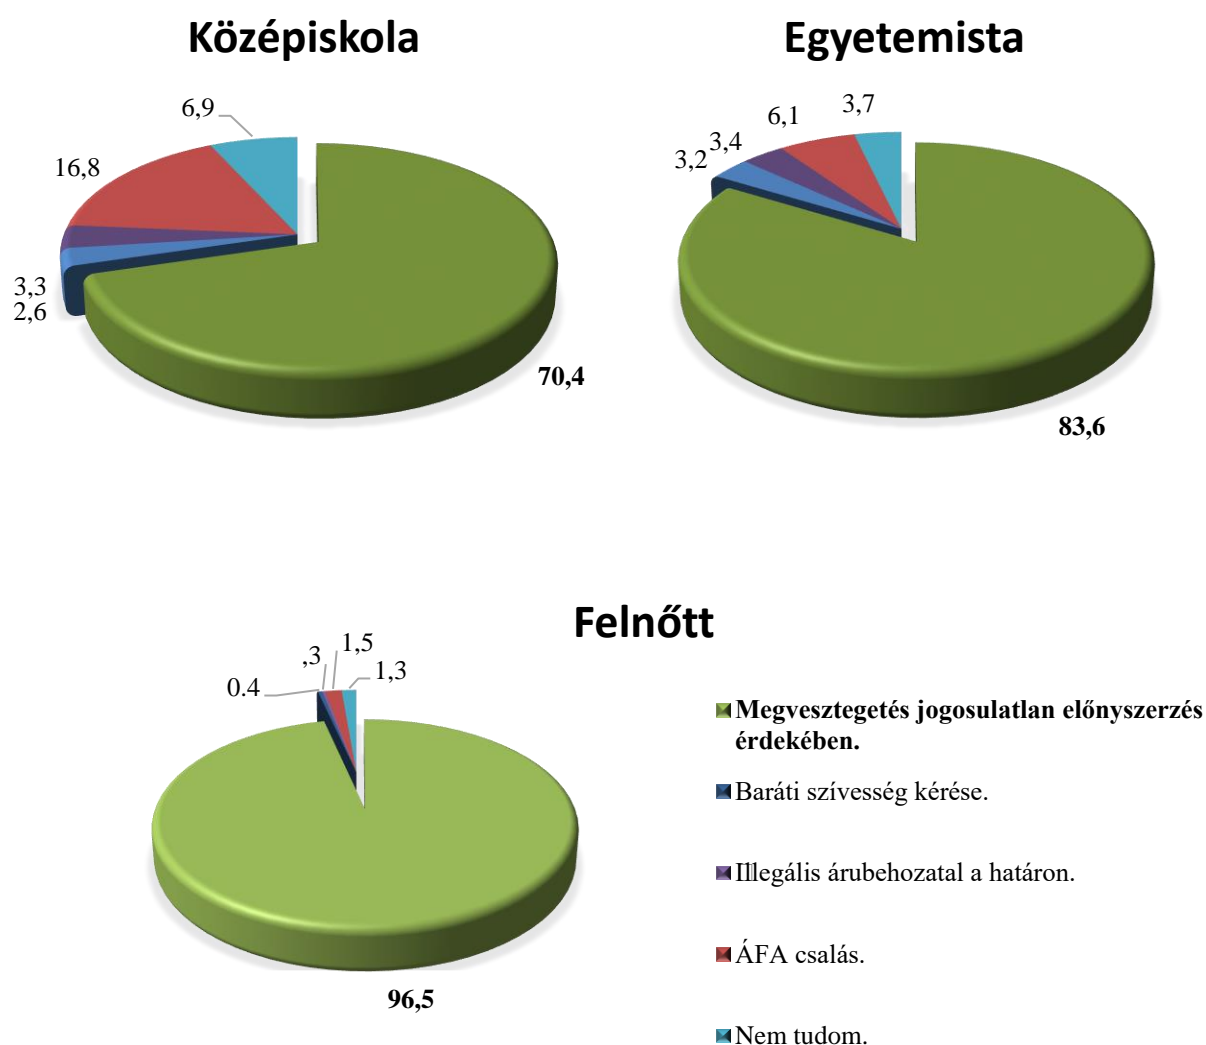 Középiskola
6,9
16,8
3,3
2,6
70,4
Egyetemista
3,7
6,1
3,4
3,2
83,6
Felnőtt
,3
1,5
1,3
0.4
96,5
Megvesztegetés jogosulatlan előnyszerzés
érdekében.
Baráti szívesség kérése.
Illegális árubehozatal a határon.
ÁFA csalás.
Nem tudom.